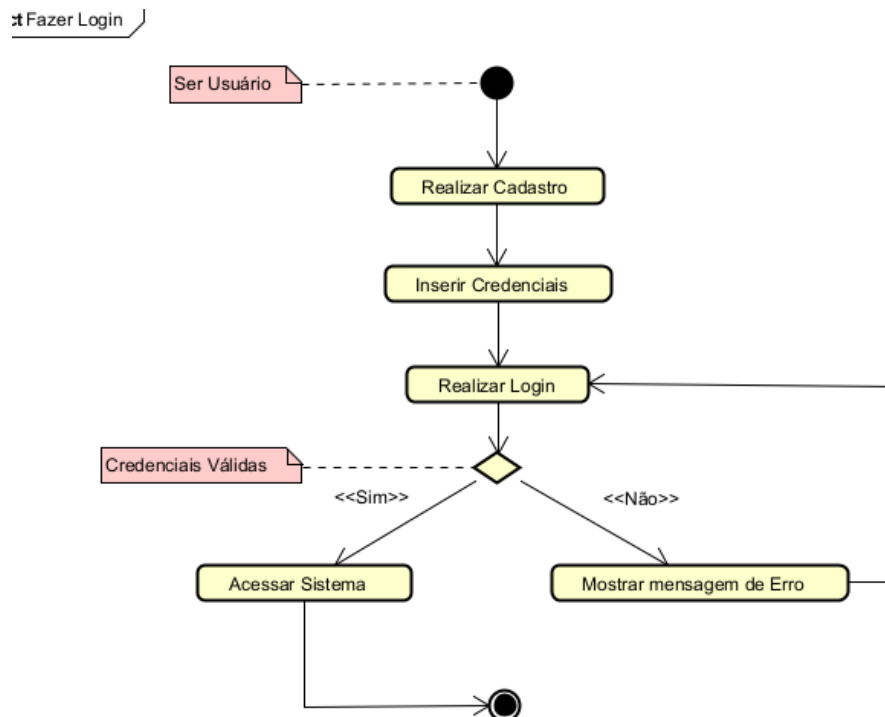 ct Fazer Login
Ser Usuário
Realizar Cadastro
Inserir Credenciais
Realizar Login
Credenciais Válidas
<<Sim>>
<<Não>>
Acessar Sistema
Mostrar mensagem de Erro